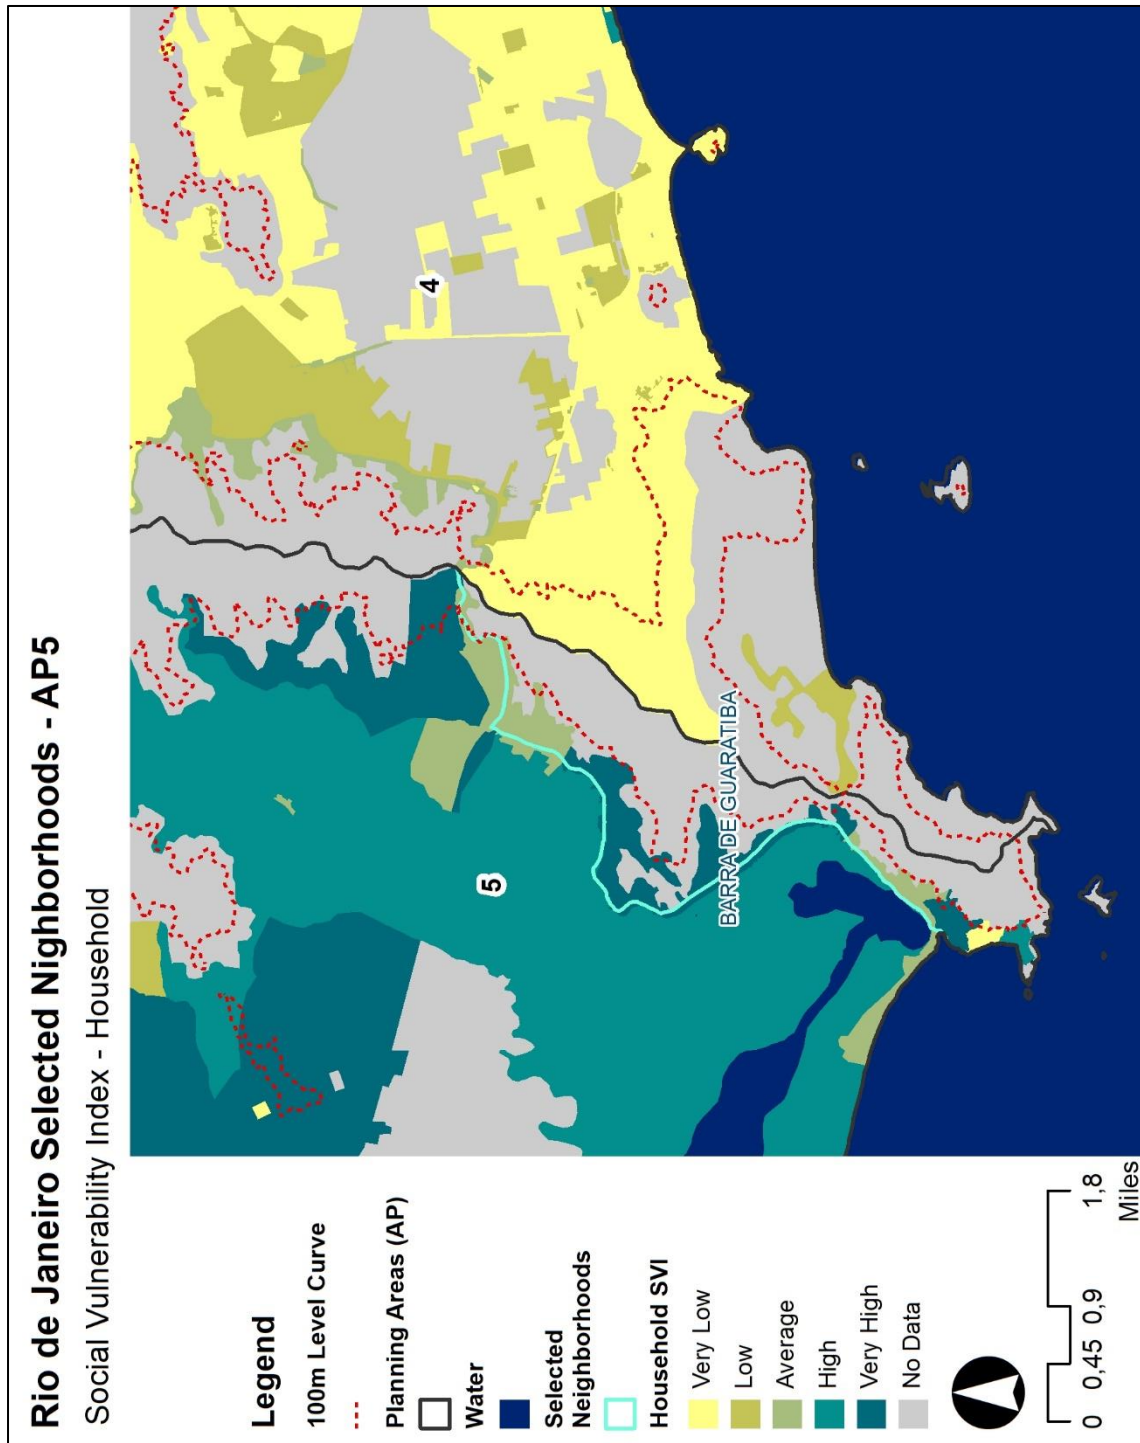 Rio de Janeiro Selected Nighborhoods - AP5
Social Vulnerability Index - Household
Legend
100m Level Curve
Planning Areas (AP)
Water
Selected
Neighborhoods
Household SVI
Very Low
Low
Average
High
Very High
No Data
0 0,45 0,9 1,8
Miles
5
4
BARRA DE GUARATIBA